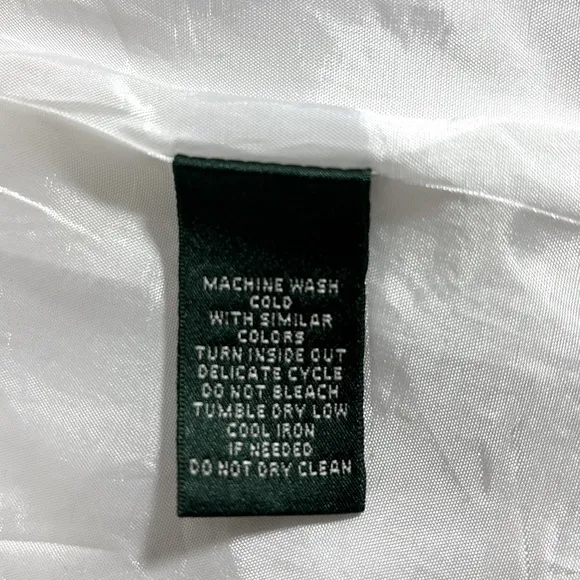 MACHINE WASH
COLD
WITH SIMILAR
COLORS
TURN INSIDE OUT
DELICATE CYCLE
DO NOT BLEACH
TUMBLE DRY LOW
COOL IRON
IF NEEDED
DO NOT DRY CLEAN